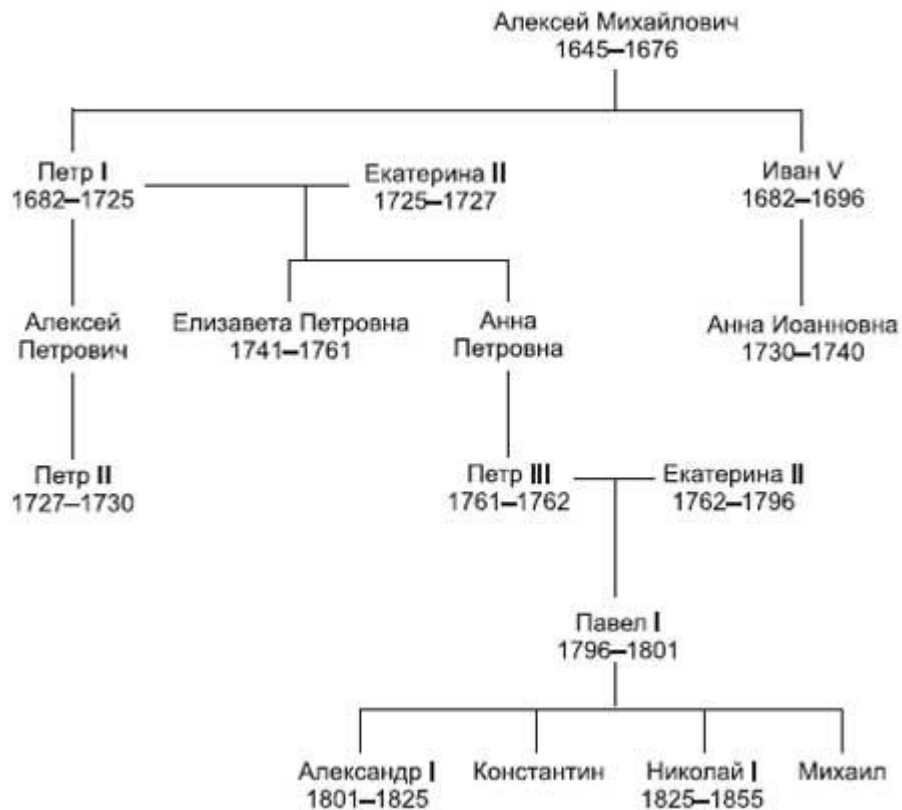 Алексей Михайлович
1645–1676
Петр I
1682–1725
Екатерина II
1725–1727
Иван V
1682–1696
Алексей
Петрович
Елизавета Петровна
1741–1761
Анна
Петровна
Анна Иоанновна
1730–1740
Петр II
1727–1730
Петр III
1761–1762
Екатерина II
1762–1796
Павел I
1796–1801
Александр I
1801–1825
Константин
Николай I
1825–1855
Михаил